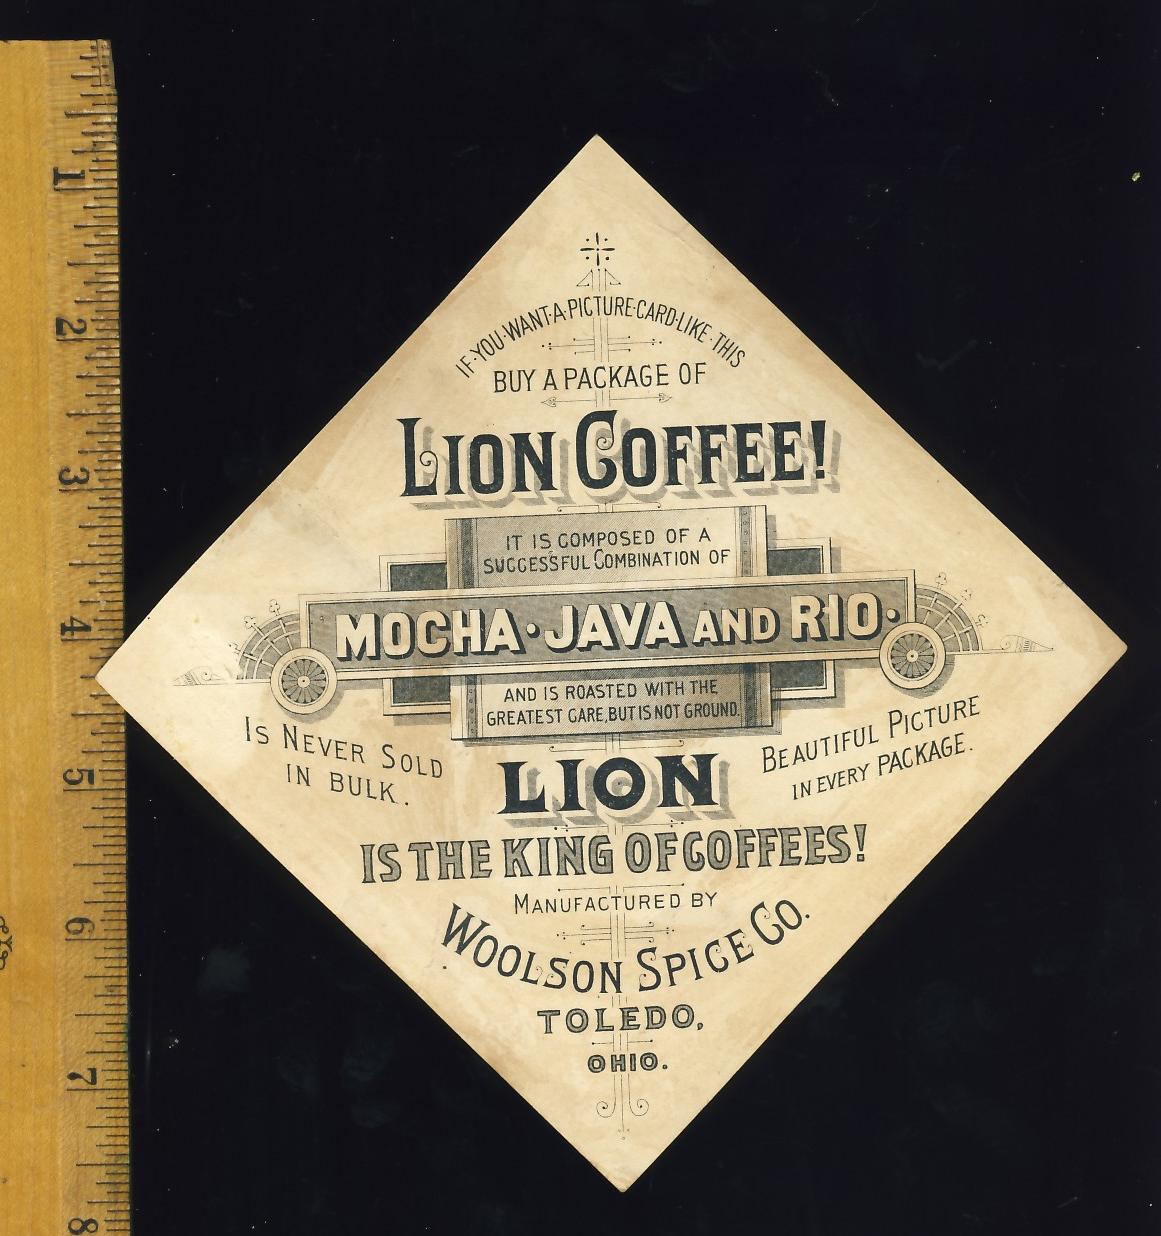 IF·YOU·WANT·A·PICTURE·CARD·LIKE·THIS
BUY A PACKAGE OF
LION COFFEE!
IT IS COMPOSED OF A
SUCCESSFUL COMBINATION OF
MOCHA·JAVA AND RIO·
AND IS ROASTED WITH THE
GREATEST CARE, BUT IS NOT GROUND.
IS NEVER SOLD
IN BULK.
BEAUTIFUL PICTURE
IN EVERY PACKAGE.
LION
IS THE KING OF COFFEES!
MANUFACTURED BY
WOOLSON SPICE CO.
TOLEDO,
OHIO.
1
2
3
4
5
6
7
8